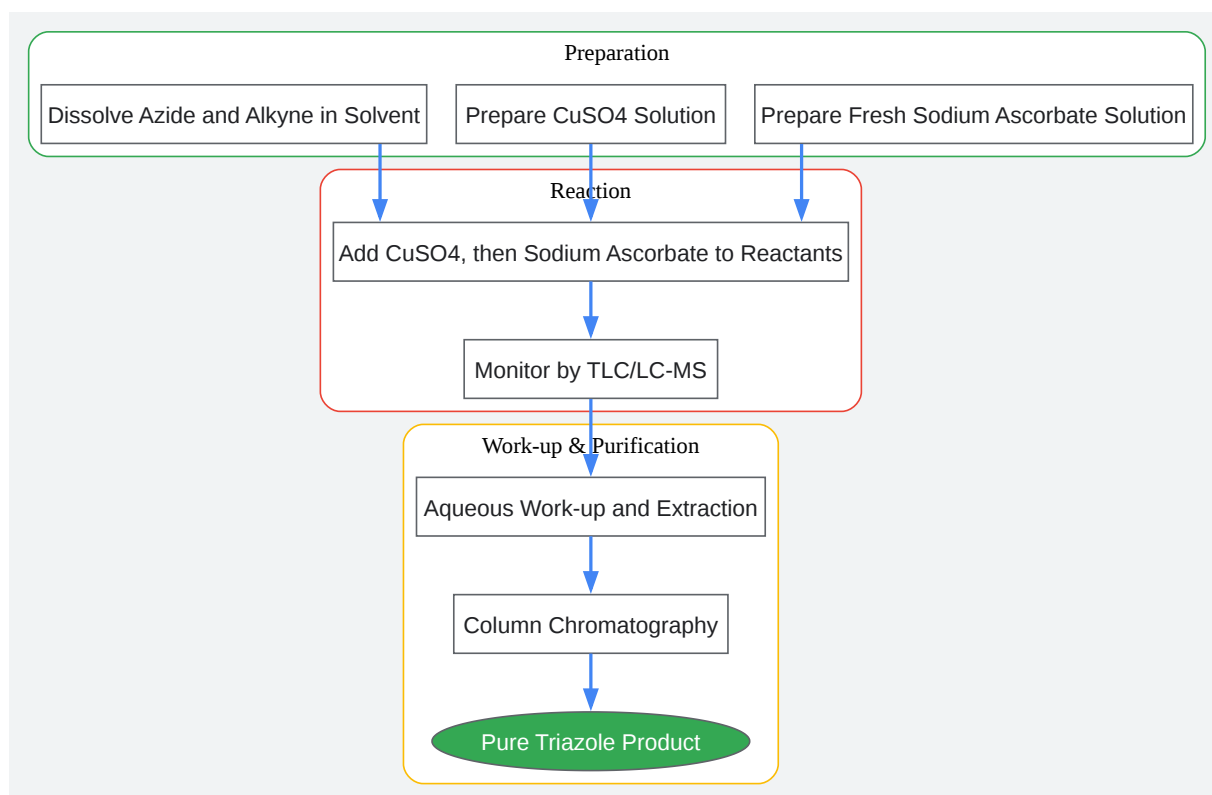 Preparation
Dissolve Azide and Alkyne in Solvent
Prepare CuSO4 Solution
Prepare Fresh Sodium Ascorbate Solution
Reaction
Add CuSO4, then Sodium Ascorbate to Reactants
Monitor by TLC/LC-MS
Work-up & Purification
Aqueous Work-up and Extraction
Column Chromatography
Pure Triazole Product